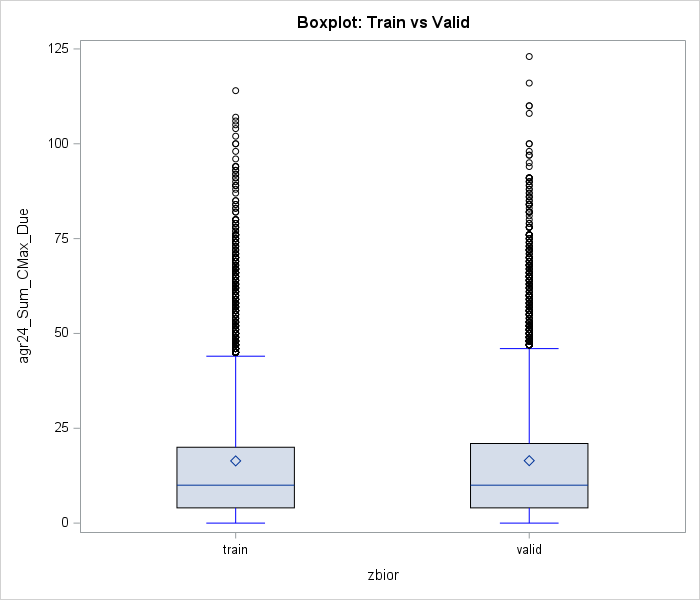 Boxplot: Train vs Valid
125
100
75
50
25
0
agr24_Sum_CMax_Due
train
valid
zbior